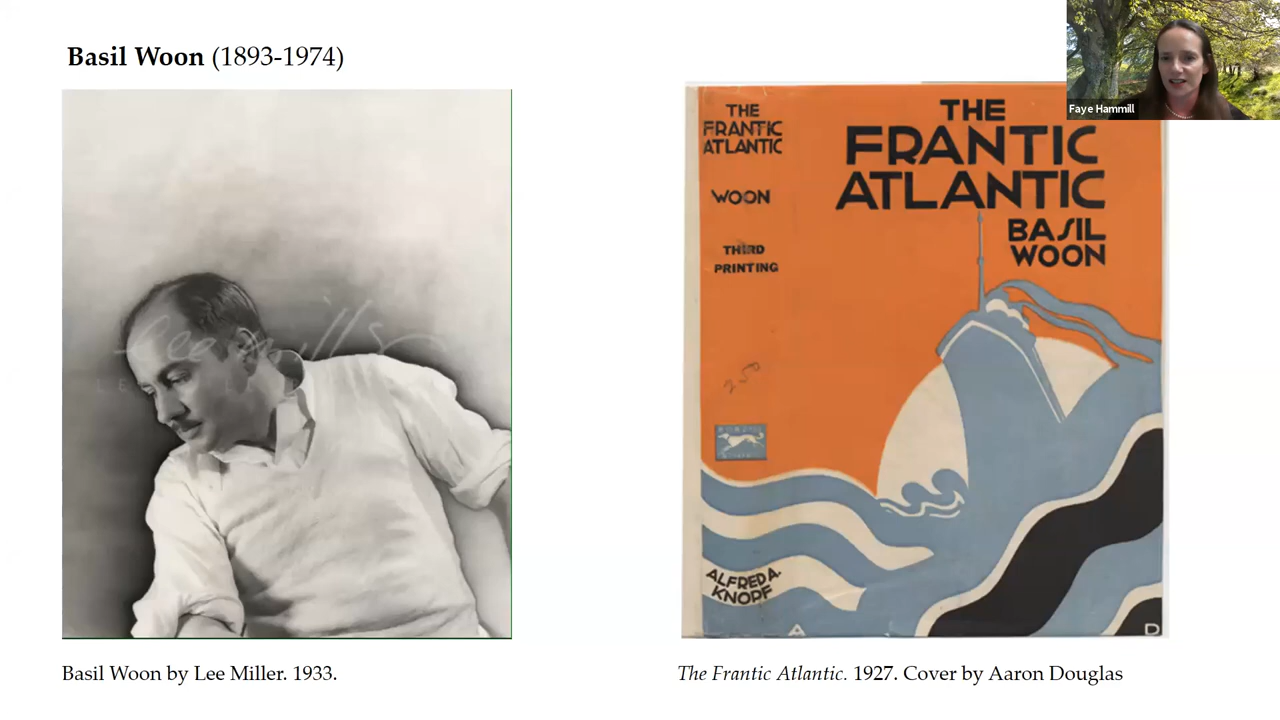 Basil Woon (1893-1974)
Faye Hammill
THE
FRANTIC
ATLANTIC
WOON
THIRD
PRINTING
250
ALFRED A.
KNOPF
THE
FRANTIC
ATLANTIC
BASIL
WOON
A
D
Basil Woon by Lee Miller. 1933.
The Frantic Atlantic. 1927. Cover by Aaron Douglas